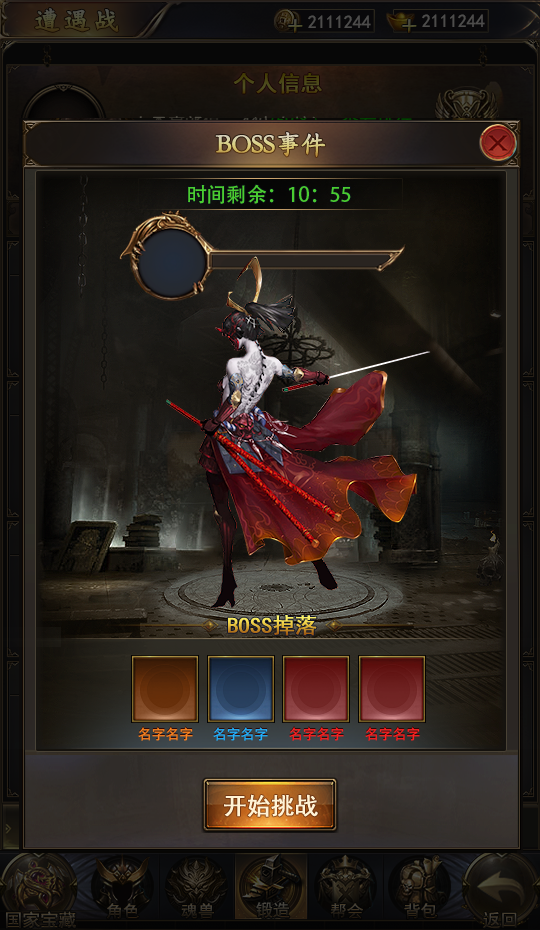 遭遇战
2111244
2111244
个人信息
BOSS事件
时间剩余：10：55
BOSS掉落
名字名字
名字名字
名字名字
名字名字
开始挑战
国家宝藏
角色
魂兽
锻造
帮会
背包
返回